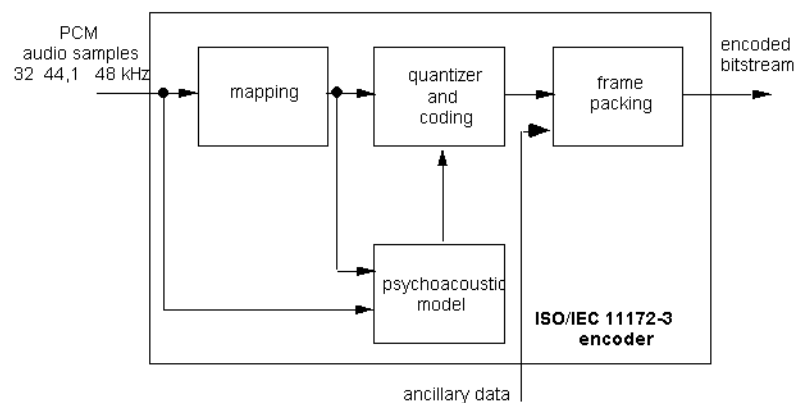 PCM
audio samples
32 44,1 48 kHz
mapping
quantizer
and
coding
frame
packing
encoded
bitstream
psychoacoustic
model
ISO/IEC 11172-3
encoder
ancillary data